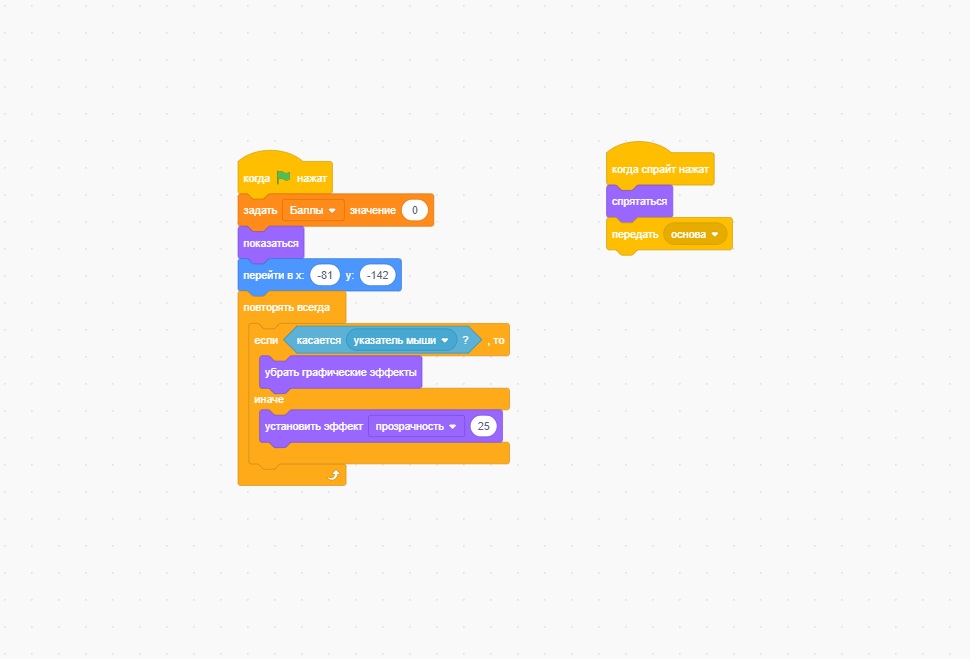 когда нажат
задать Баллы значение 0
показаться
перейти в x: -81 y: -142
повторять всегда
если касается указатель мыши ? , то
убрать графические эффекты
иначе
установить эффект прозрачность 25
когда спрайт нажат
спрятаться
передать основа